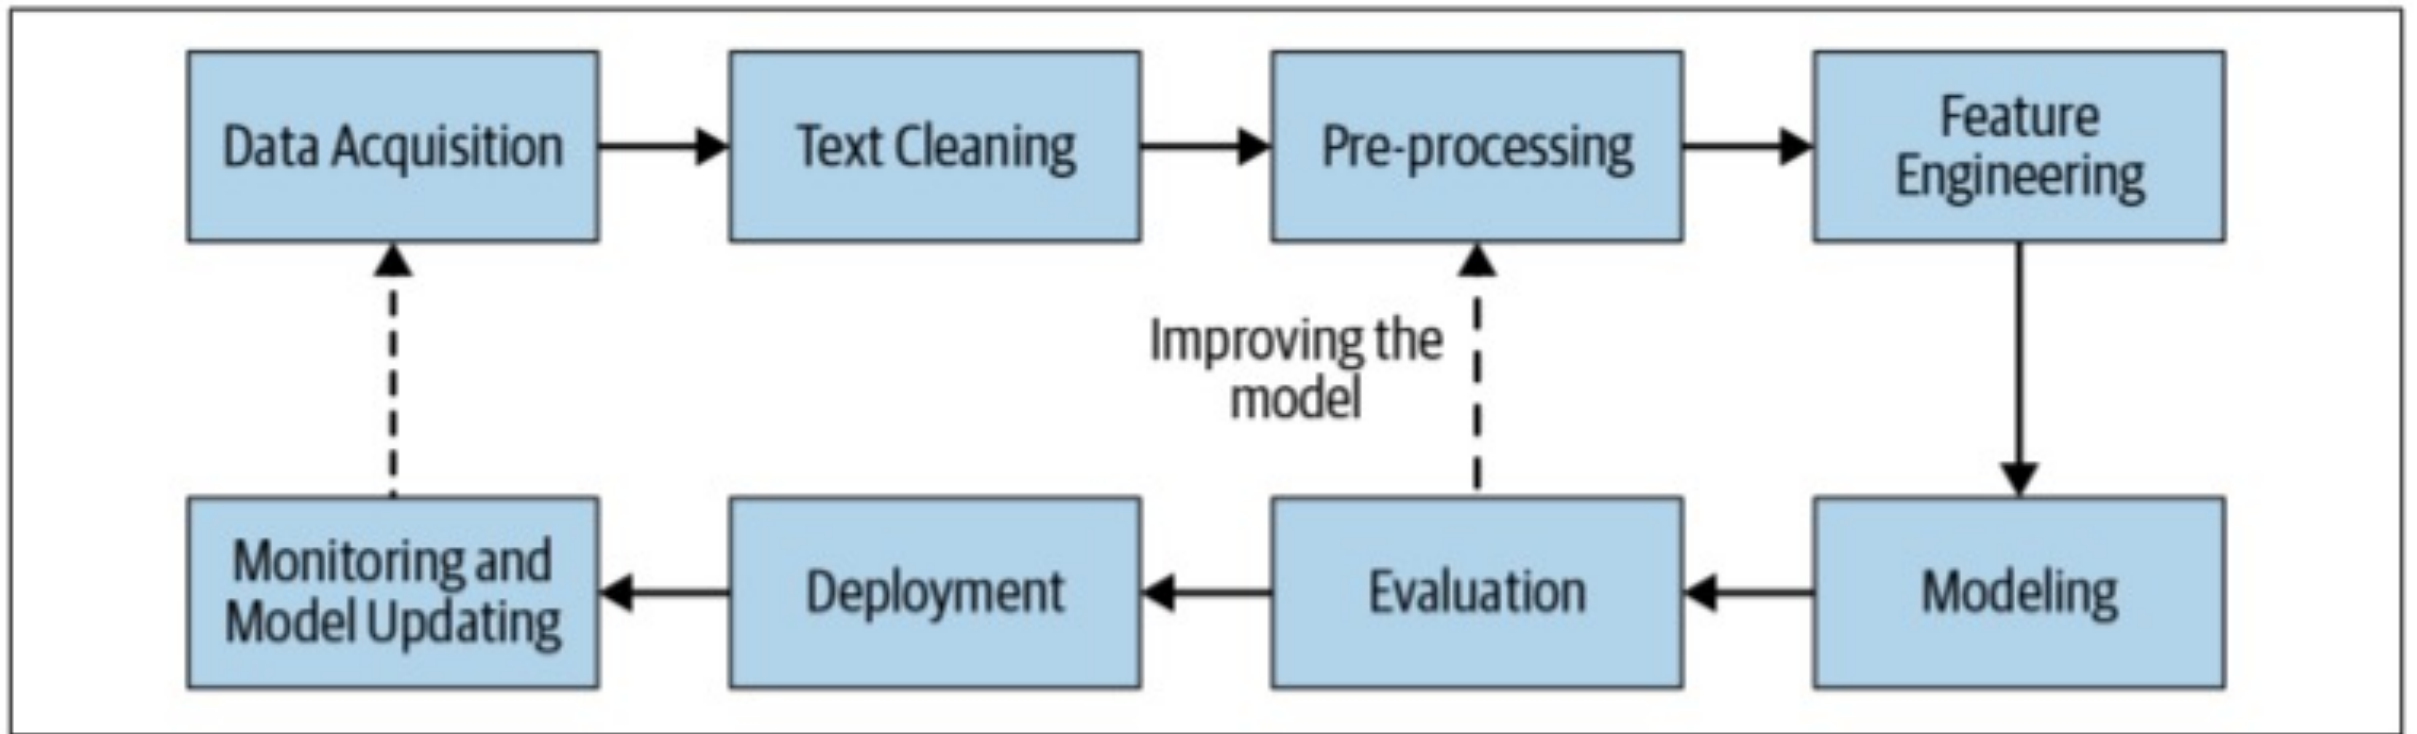 Data Acquisition
Text Cleaning
Pre-processing
Feature
Engineering
Improving the
model
Monitoring and
Model Updating
Deployment
Evaluation
Modeling